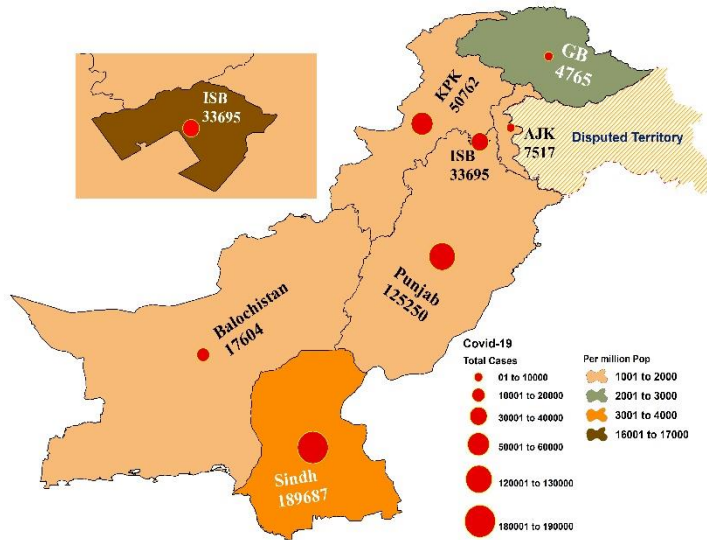 ISB
33695
GB
4765
KPK
50762
AJK
7517
Disputed Territory
ISB
33695
Punjab
125250
Balochistan
17604
Sindh
189687
Covid-19
Total Cases
01 to 10000
10001 to 20000
30001 to 40000
50001 to 60000
120001 to 130000
180001 to 190000
Per million Pop
1001 to 2000
2001 to 3000
3001 to 4000
16001 to 17000